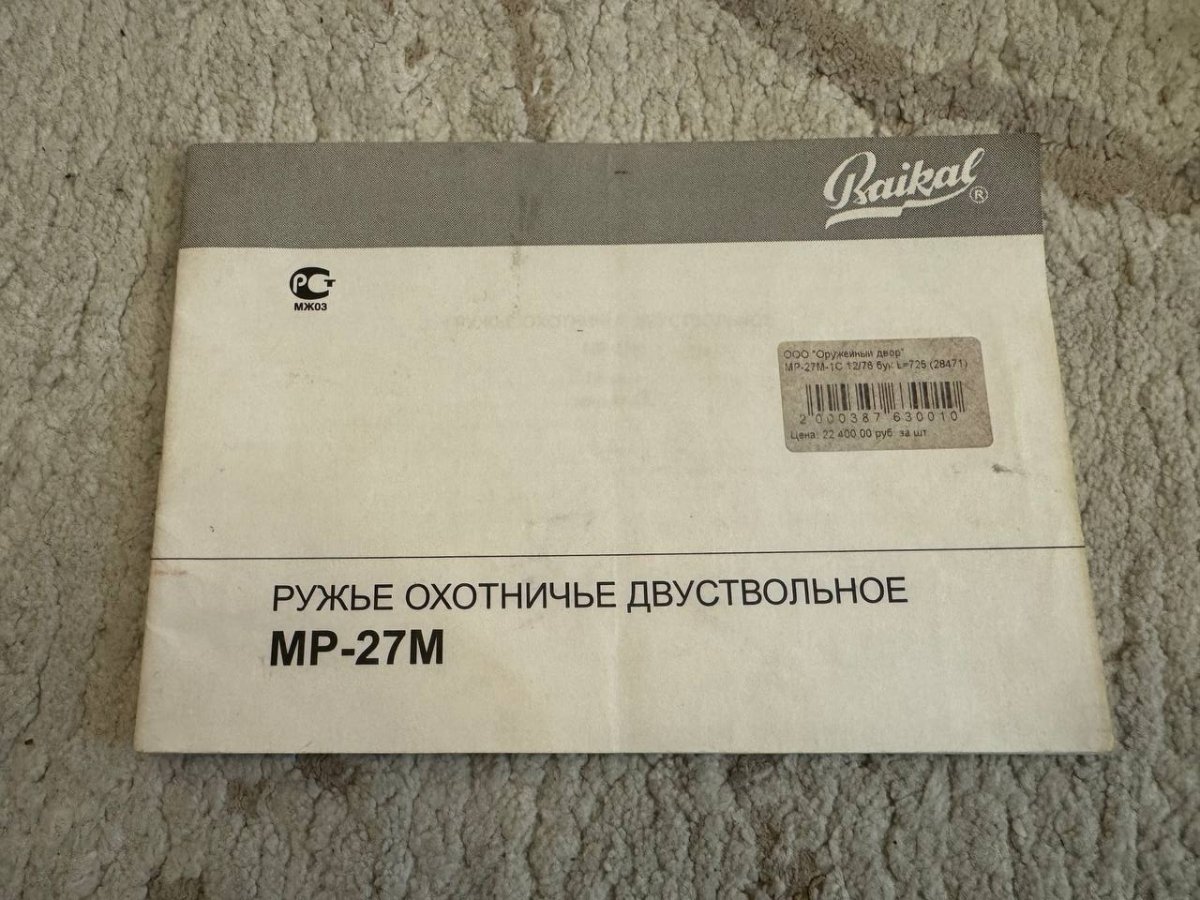 Baikal ®
РСТ
МЖ03
ООО "Оружейный двор"
МР-27М-1С 12/76 бук L=725 (28471)
2 000387 630010
Цена: 22 400.00 руб. за шт
РУЖЬЕ ОХОТНИЧЬЕ ДВУСТВОЛЬНОЕ
МР-27М